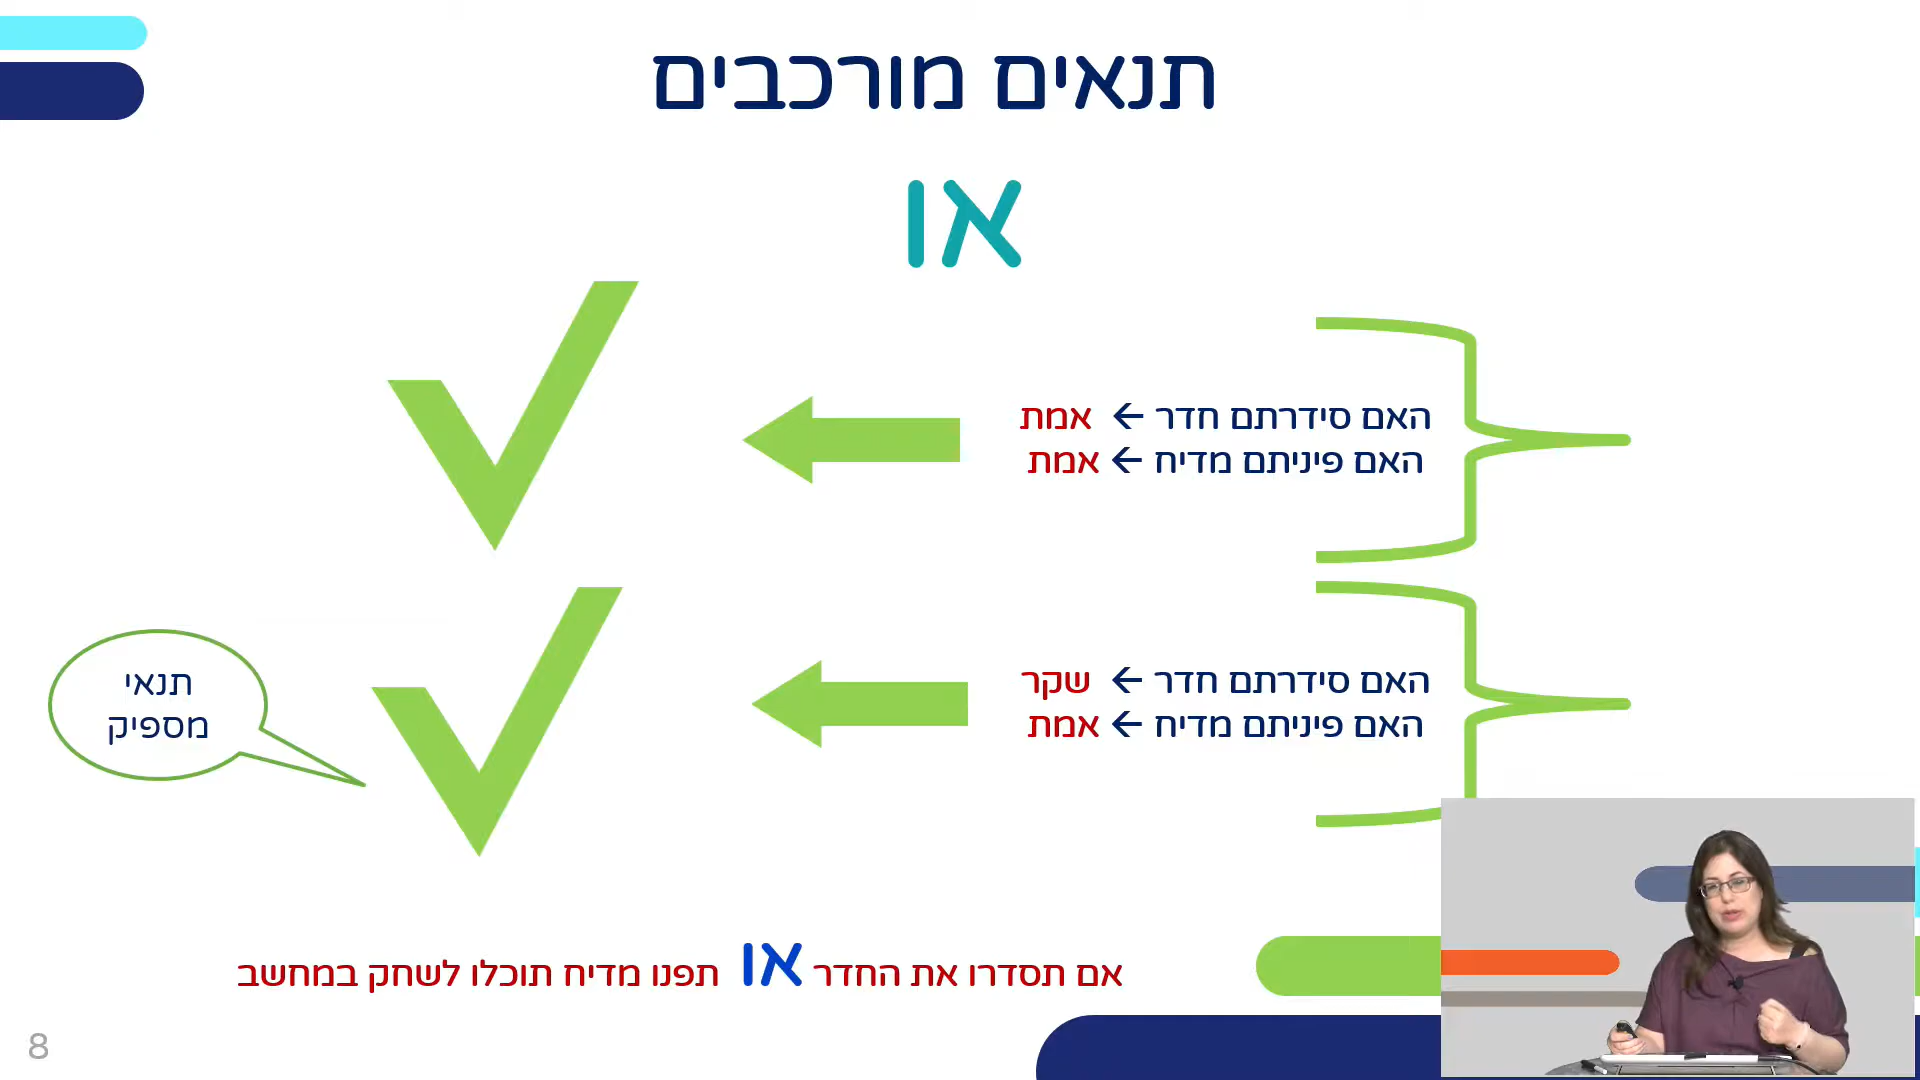 תנאים מורכבים
או
האם סידרתם חדר ← אמת
האם פיניתם מדיח ← אמת
האם סידרתם חדר ← שקר
האם פיניתם מדיח ← אמת
תנאי
מספיק
אם תסדרו את החדר או תפנו מדיח תוכלו לשחק במחשב
8